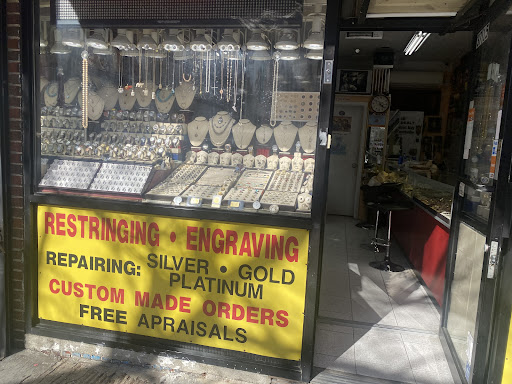 RESTRINGING • ENGRAVING
REPAIRING: SILVER • GOLD
PLATINUM
CUSTOM MADE ORDERS
FREE APRAISALS